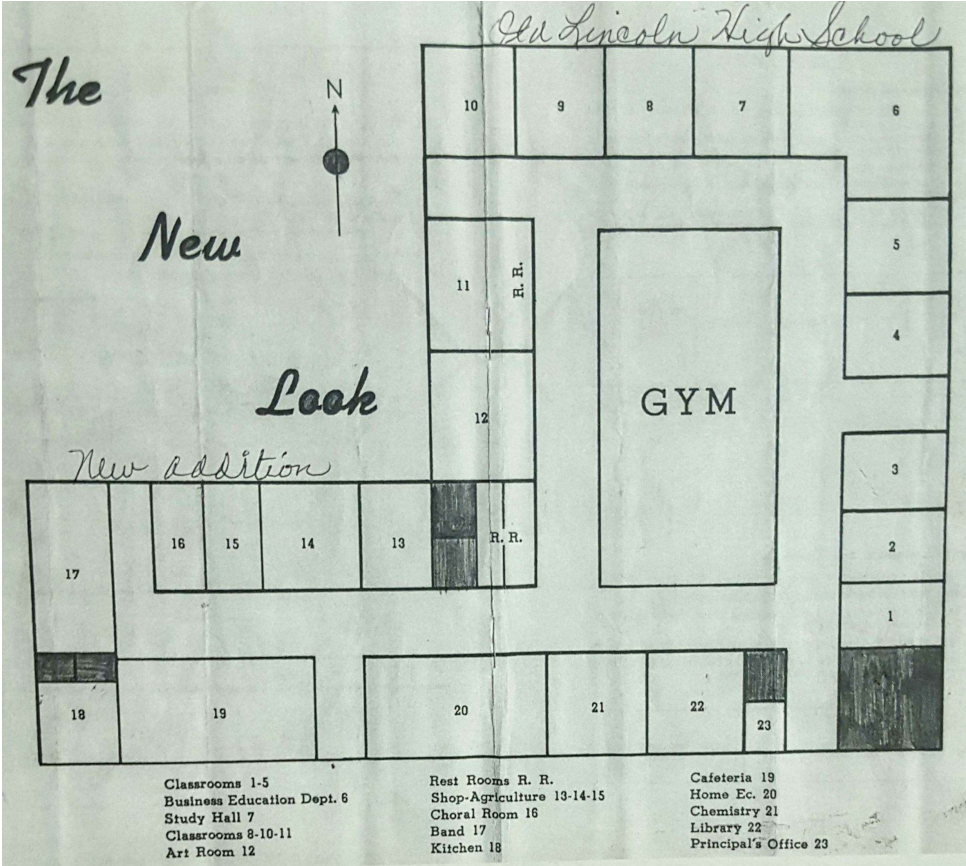 Old Lincoln High School
The
N
10
9
8
7
6
New
5
11
R. R.
4
Look
GYM
12
New addition
3
16
15
14
13
R. R.
2
17
1
18
19
20
21
22
23
Classrooms 1-5
Business Education Dept. 6
Study Hall 7
Classrooms 8-10-11
Art Room 12
Rest Rooms R. R.
Shop-Agriculture 13-14-15
Choral Room 16
Band 17
Kitchen 18
Cafeteria 19
Home Ec. 20
Chemistry 21
Library 22
Principal's Office 23